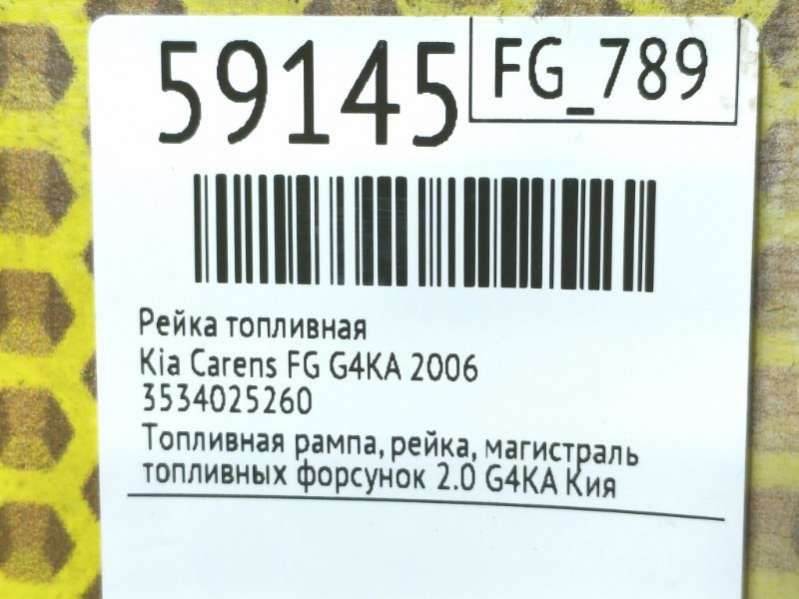 59145
FG_789
Рейка топливная
Kia Carens FG G4KA 2006
3534025260
Топливная рампа, рейка, магистраль
топливных форсунок 2.0 G4KA Кия